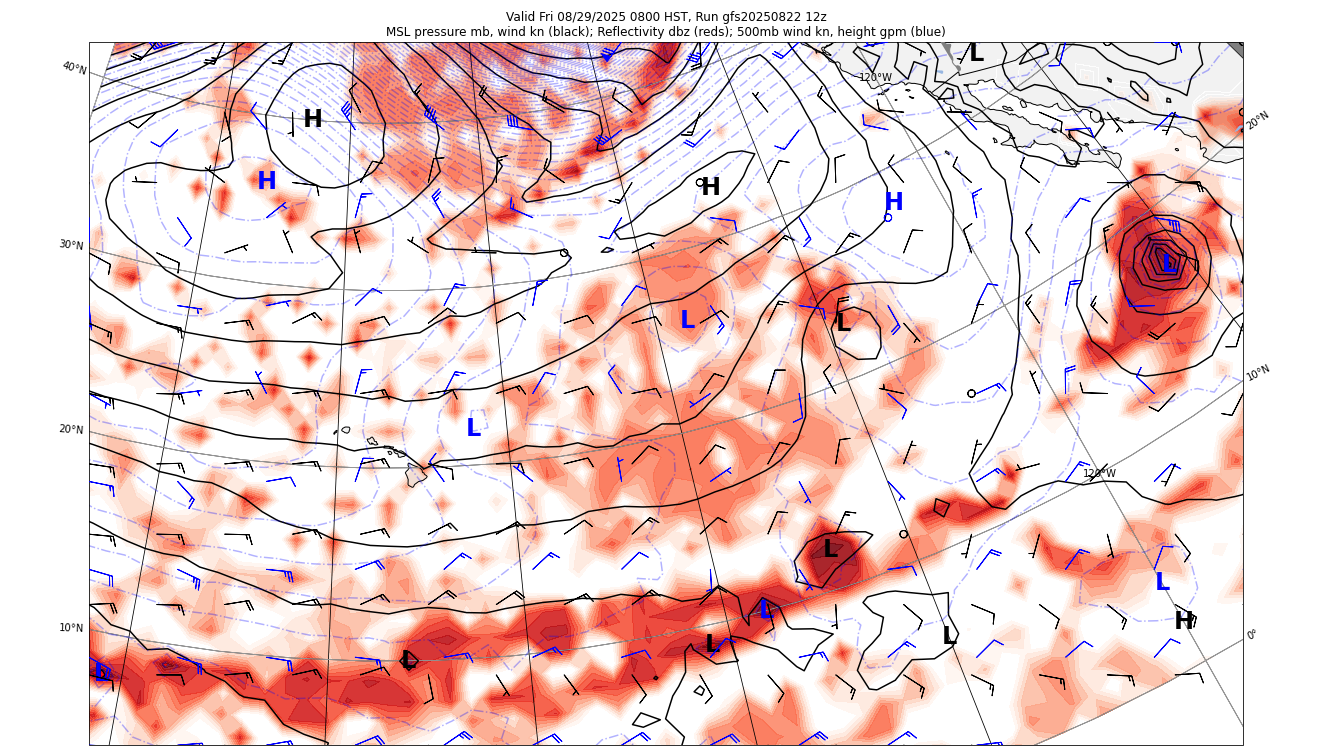 Valid Fri 08/29/2025 0800 HST, Run gfs20250822 12z
MSL pressure mb, wind kn (black); Reflectivity dbz (reds); 500mb wind kn, height gpm (blue)
L
40°N
120°W
H
20°N
H
H
H
30°N
L
L
L
10°N
20°N
L
120°W
L
L
L
10°N
H
L
L
0°
L
L